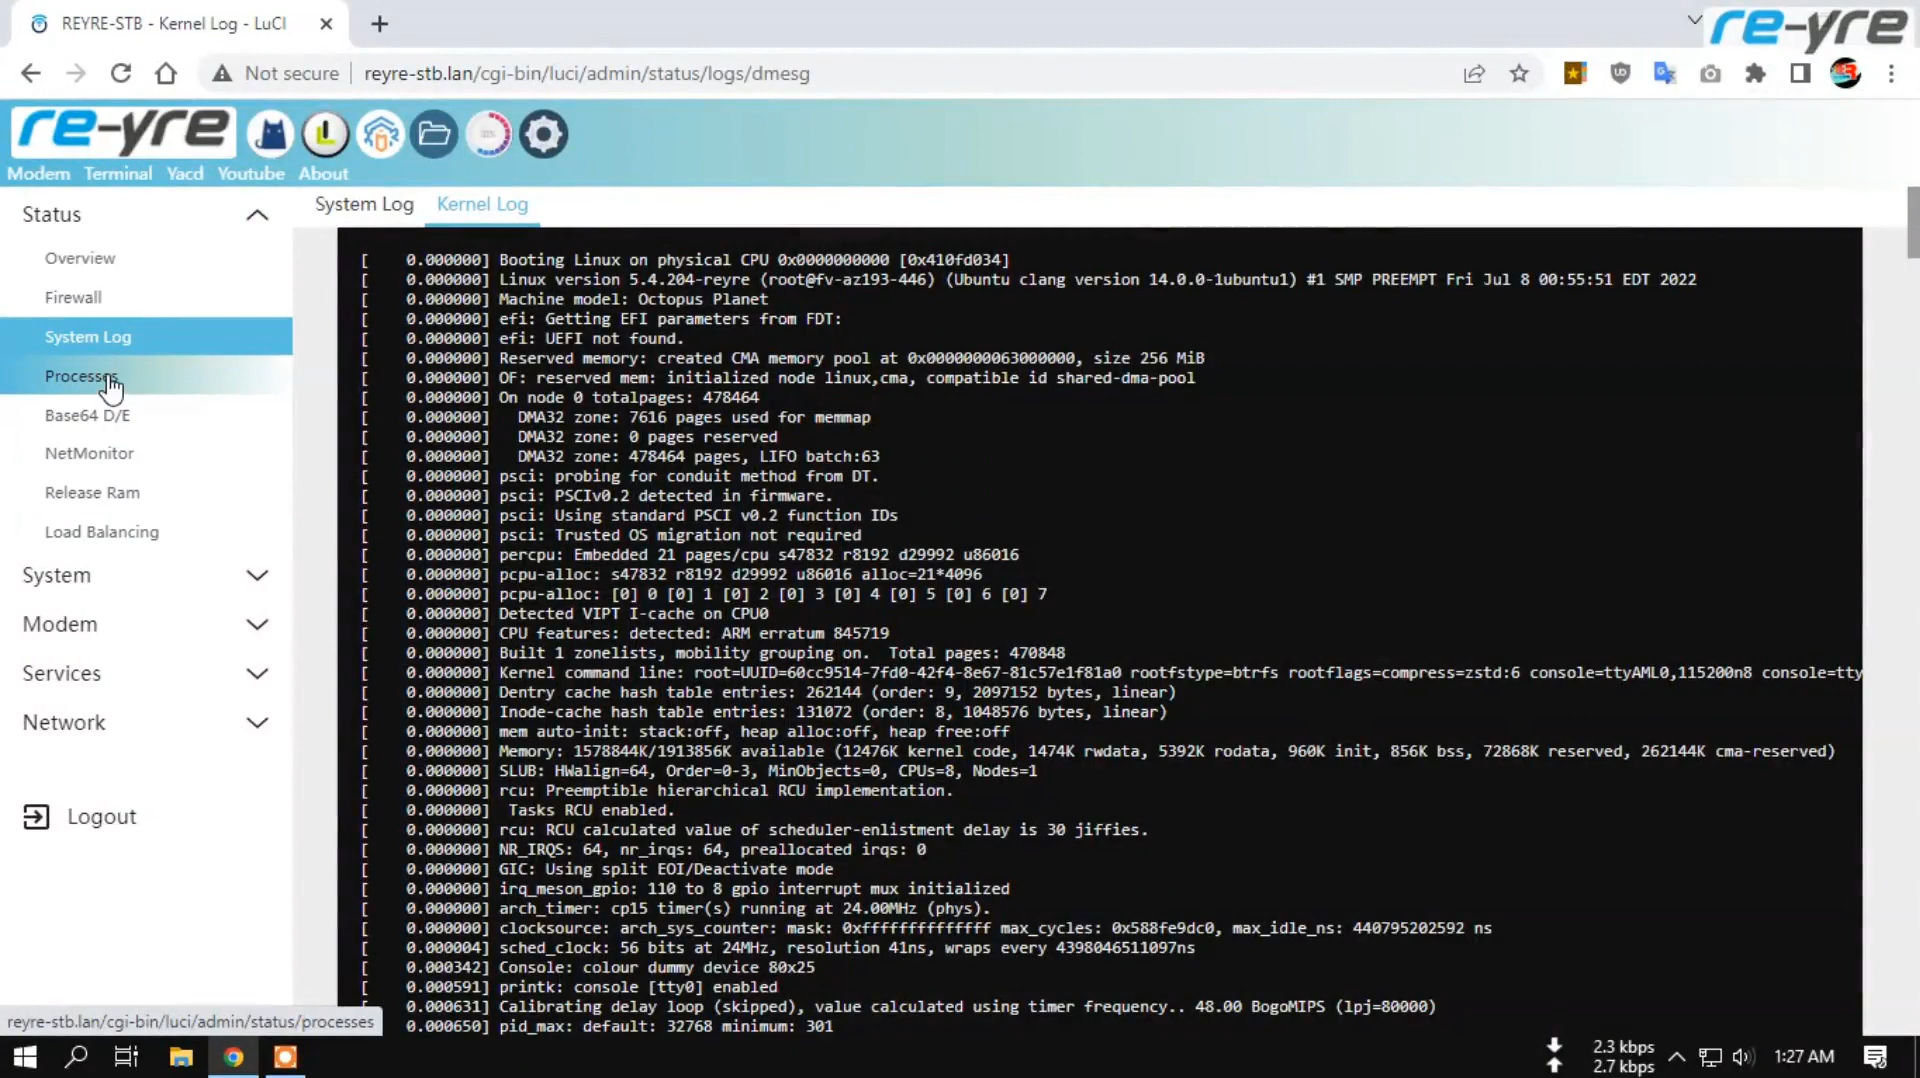 REYRE-STB - Kernel Log - LuCI
re-yre
Not secure
reyre-stb.lan/cgi-bin/luci/admin/status/logs/dmesg
re-yre
Modem Terminal Yacd Youtube About
Status
Overview
Firewall
System Log
Processes
Base64 D/E
NetMonitor
Release Ram
Load Balancing
System
Modem
Services
Network
Logout
System Log Kernel Log
[ 0.000000] Booting Linux on physical CPU 0x0000000000 [0x410fd034]
[ 0.000000] Linux version 5.4.204-reyre (root@fv-az193-446) (Ubuntu clang version 14.0.0-1ubuntu1) #1 SMP PREEMPT Fri Jul 8 00:55:51 EDT 2022
[ 0.000000] Machine model: Octopus Planet
[ 0.000000] efi: Getting EFI parameters from FDT:
[ 0.000000] efi: UEFI not found.
[ 0.000000] Reserved memory: created CMA memory pool at 0x0000000063000000, size 256 MiB
[ 0.000000] OF: reserved mem: initialized node linux,cma, compatible id shared-dma-pool
[ 0.000000] On node 0 totalpages: 478464
[ 0.000000] DMA32 zone: 7616 pages used for memmap
[ 0.000000] DMA32 zone: 0 pages reserved
[ 0.000000] DMA32 zone: 478464 pages, LIFO batch:63
[ 0.000000] psci: probing for conduit method from DT.
[ 0.000000] psci: PSCIv0.2 detected in firmware.
[ 0.000000] psci: Using standard PSCI v0.2 function IDs
[ 0.000000] psci: Trusted OS migration not required
[ 0.000000] percpu: Embedded 21 pages/cpu s47832 r8192 d29992 u86016
[ 0.000000] pcpu-alloc: s47832 r8192 d29992 u86016 alloc=21*4096
[ 0.000000] pcpu-alloc: [0] 0 [0] 1 [0] 2 [0] 3 [0] 4 [0] 5 [0] 6 [0] 7
[ 0.000000] Detected VIPT I-cache on CPU0
[ 0.000000] CPU features: detected: ARM erratum 845719
[ 0.000000] Built 1 zonelists, mobility grouping on.  Total pages: 470848
[ 0.000000] Kernel command line: root=UUID=60cc9514-7fd0-42f4-8e67-81c57e1f81a0 rootfstype=btrfs rootflags=compress=zstd:6 console=ttyAML0,115200n8 console=tty
[ 0.000000] Dentry cache hash table entries: 262144 (order: 9, 2097152 bytes, linear)
[ 0.000000] Inode-cache hash table entries: 131072 (order: 8, 1048576 bytes, linear)
[ 0.000000] mem auto-init: stack:off, heap alloc:off, heap free:off
[ 0.000000] Memory: 1578844K/1913856K available (12476K kernel code, 1474K rwdata, 5392K rodata, 960K init, 856K bss, 72868K reserved, 262144K cma-reserved)
[ 0.000000] SLUB: HWalign=64, Order=0-3, MinObjects=0, CPUs=8, Nodes=1
[ 0.000000] rcu: Preemptible hierarchical RCU implementation.
[ 0.000000] Tasks RCU enabled.
[ 0.000000] rcu: RCU calculated value of scheduler-enlistment delay is 30 jiffies.
[ 0.000000] NR_IRQS: 64, nr_irqs: 64, preallocated irqs: 0
[ 0.000000] GIC: Using split EOI/Deactivate mode
[ 0.000000] irq_meson_gpio: 110 to 8 gpio interrupt mux initialized
[ 0.000000] arch_timer: cp15 timer(s) running at 24.00MHz (phys).
[ 0.000000] clocksource: arch_sys_counter: mask: 0xffffffffffffff max_cycles: 0x588fe9dc0, max_idle_ns: 440795202592 ns
[ 0.000004] sched_clock: 56 bits at 24MHz, resolution 41ns, wraps every 4398046511097ns
[ 0.000342] Console: colour dummy device 80x25
[ 0.000591] printk: console [tty0] enabled
[ 0.000631] Calibrating delay loop (skipped), value calculated using timer frequency.. 48.00 BogoMIPS (lpj=80000)
[ 0.000650] pid_max: default: 32768 minimum: 301
reyre-stb.lan/cgi-bin/luci/admin/status/processes
2.3 kbps
2.7 kbps
1:27 AM